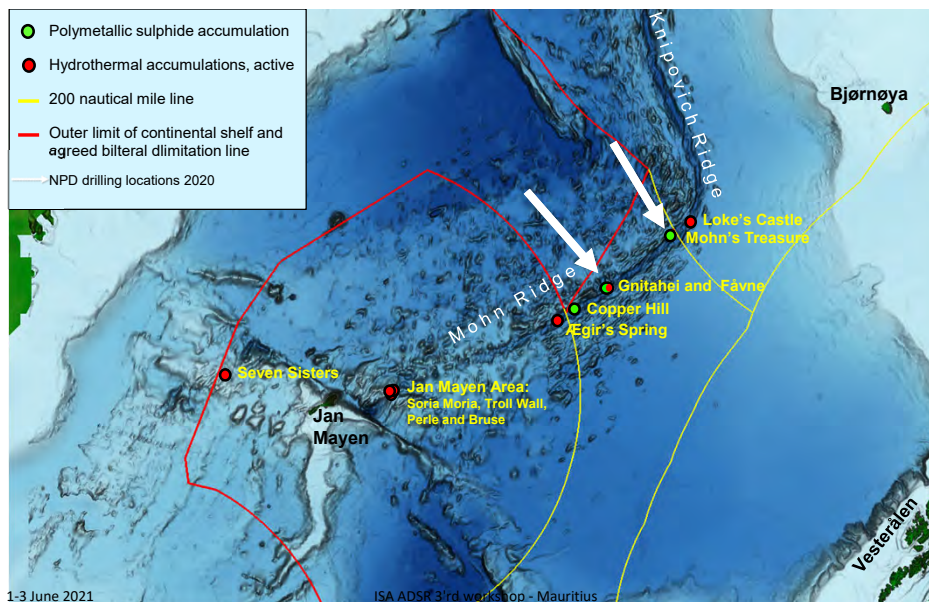 Polymetallic sulphide accumulation
Hydrothermal accumulations, active
200 nautical mile line
Outer limit of continental shelf and
agreed bilteral dlimitation line
NPD drilling locations 2020
Knipovich Ridge
Bjørnøya
Loke's Castle
Mohn's Treasure
Gnitahei and Fåvne
Mohn Ridge
Copper Hill
Ægir's Spring
Seven Sisters
Jan Mayen Area:
Soria Moria, Troll Wall,
Perle and Bruse
Jan
Mayen
Vesterålen
1-3 June 2021
ISA ADSR 3'rd workshop - Mauritius